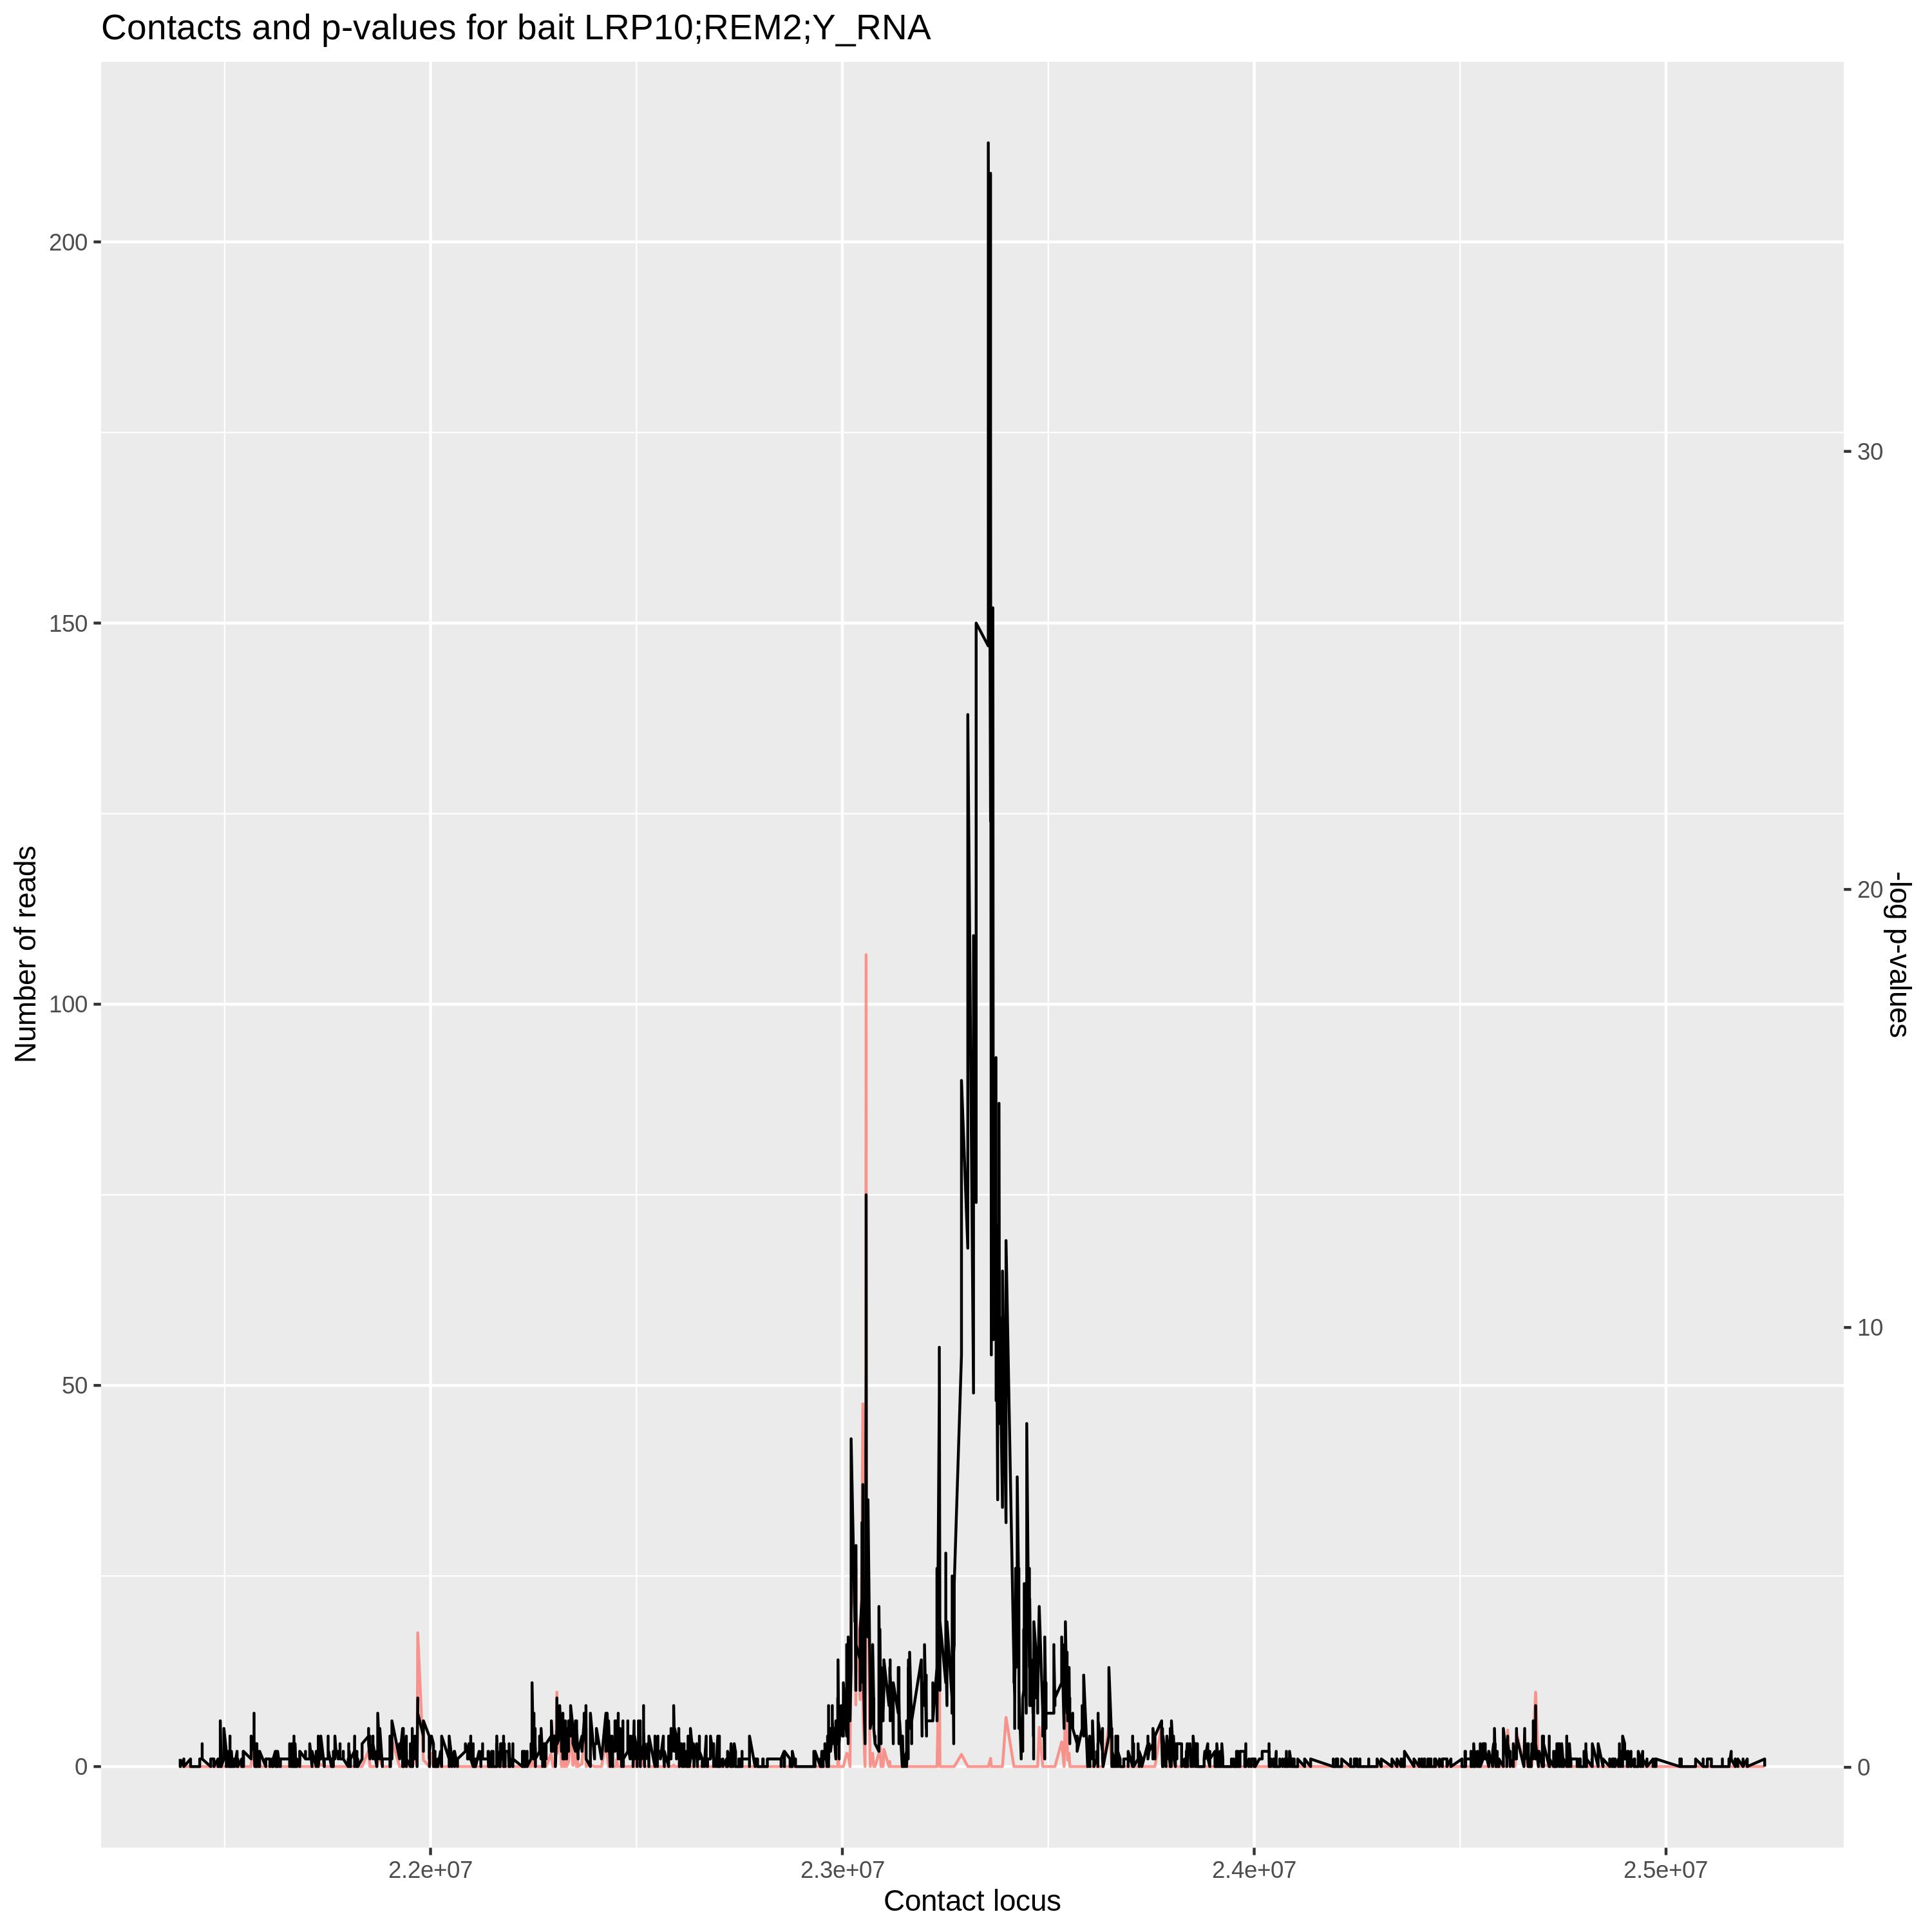 Contacts and p-values for bait LRP10;REM2;Y_RNA
200
150
100
50
0
Number of reads
30
20
10
0
-log p-values
2.2e+07
2.3e+07
2.4e+07
2.5e+07
Contact locus